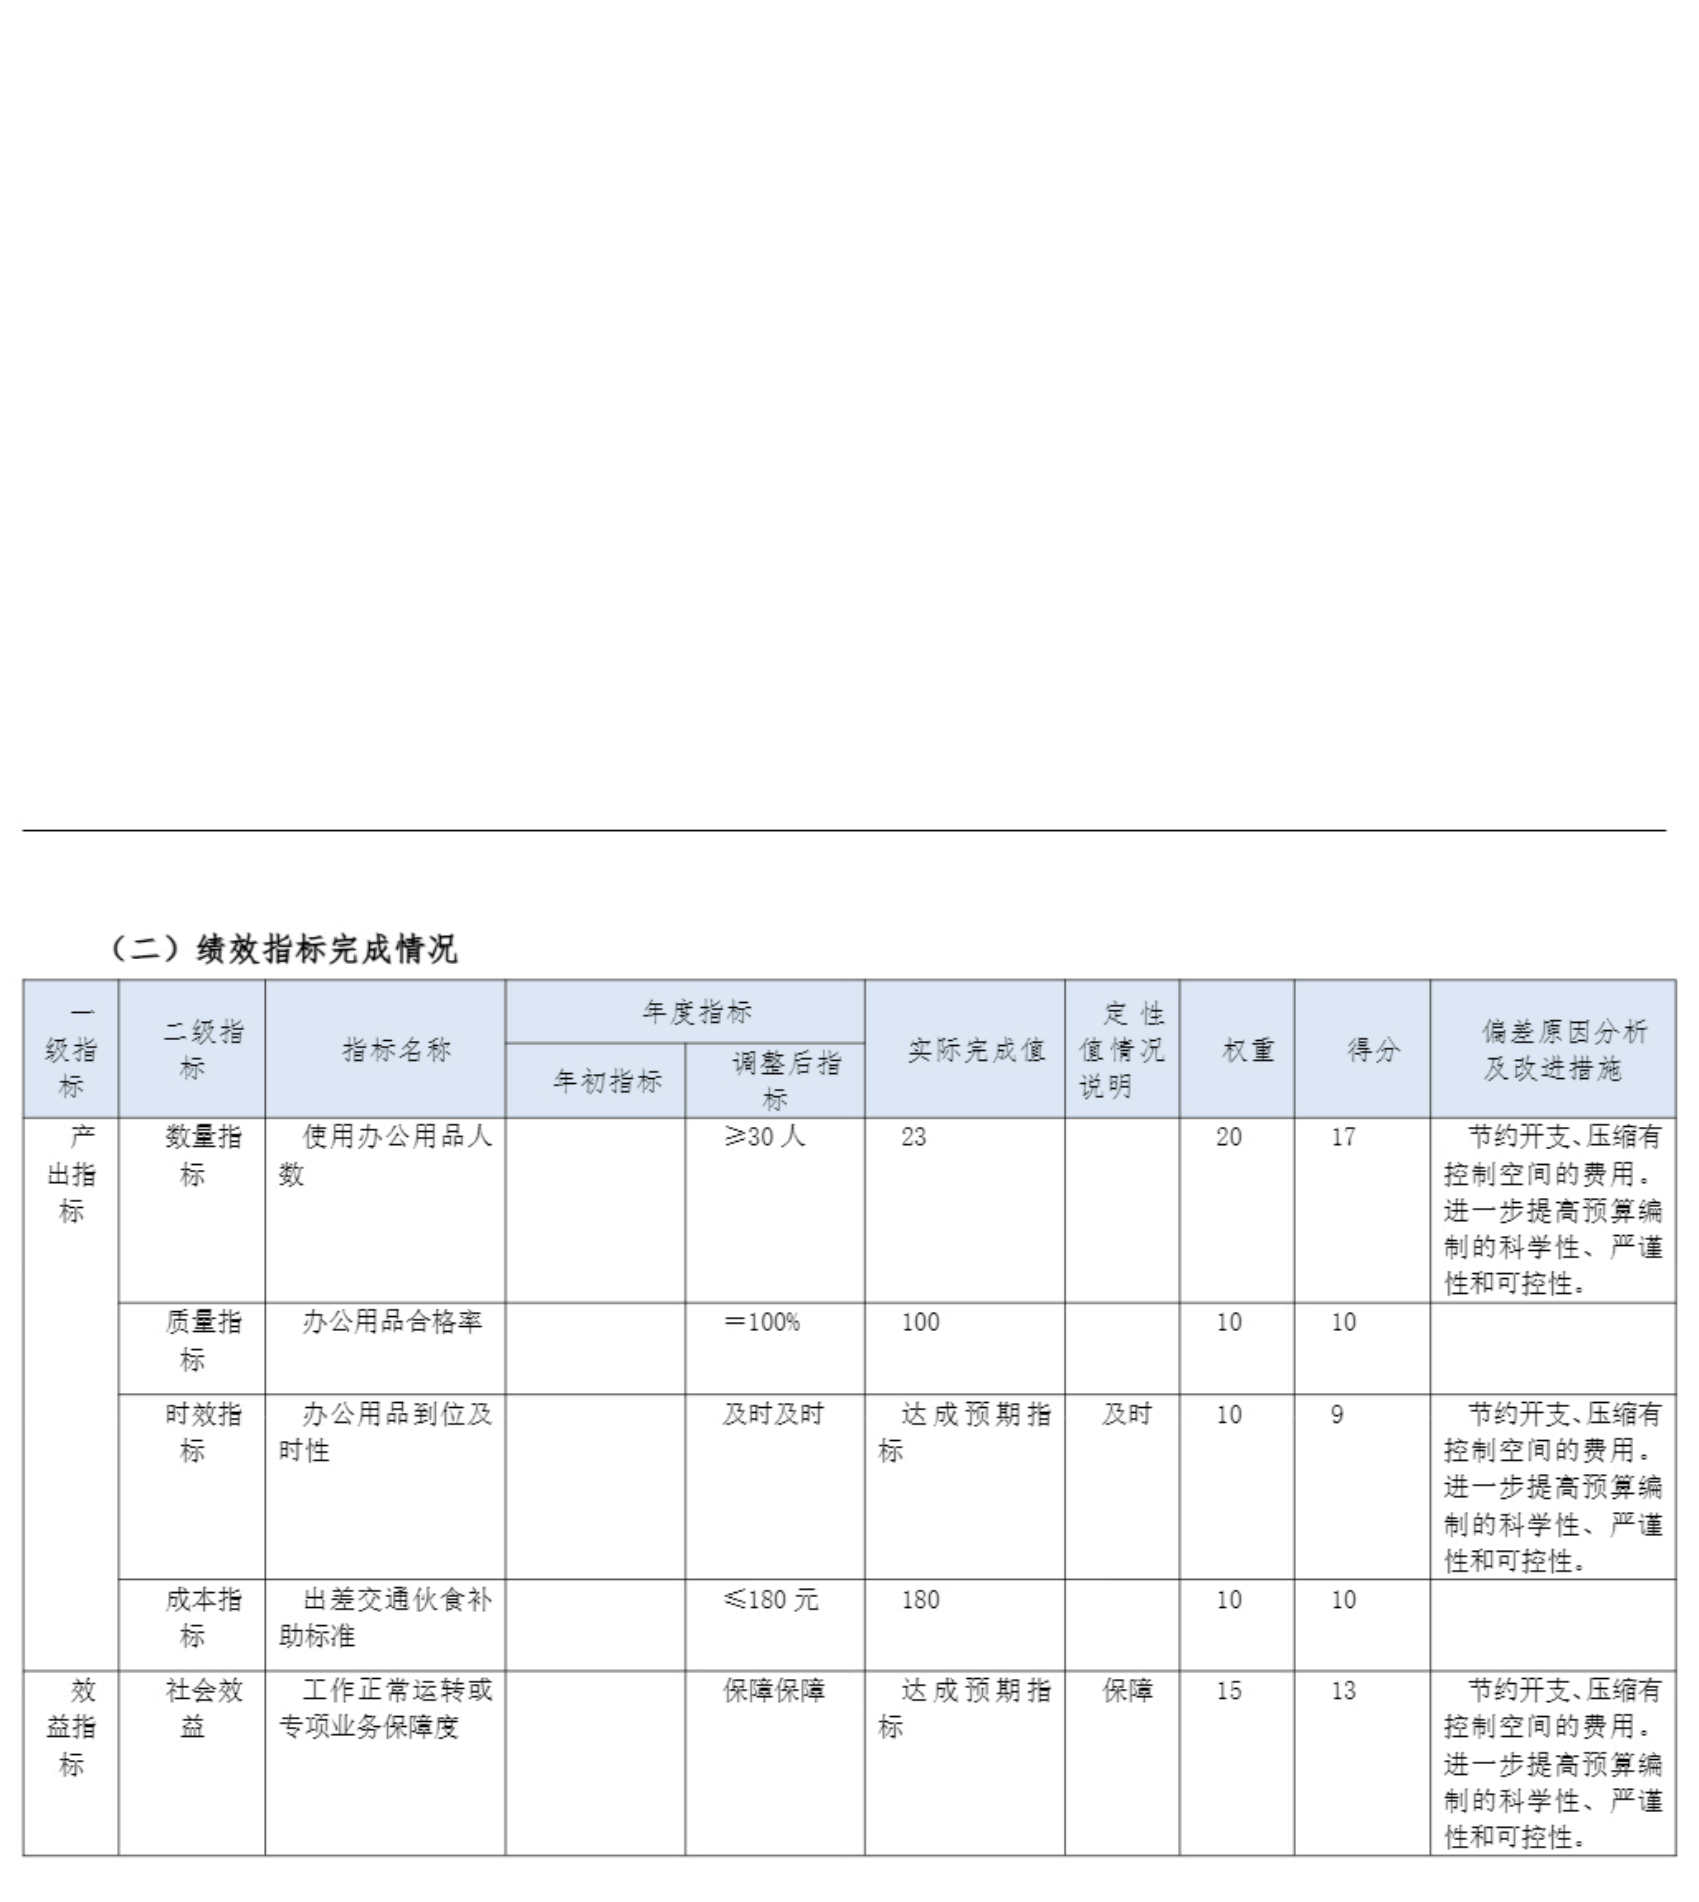 （二）绩效指标完成情况
一级指标 二级指标 指标名称 年度指标 实际完成值 定性值情况说明 权重 得分 偏差原因分析及改进措施
年初指标 调整后指标
产出指标 数量指标 使用办公用品人数 ≥30人 23 20 17 节约开支、压缩有控制空间的费用。进一步提高预算编制的科学性、严谨性和可控性。
质量指标 办公用品合格率 ＝100% 100 10 10
时效指标 办公用品到位及时性 及时及时 达成预期指标 及时 10 9 节约开支、压缩有控制空间的费用。进一步提高预算编制的科学性、严谨性和可控性。
成本指标 出差交通伙食补助标准 ≤180元 180 10 10
效益指标 社会效益 工作正常运转或专项业务保障度 保障保障 达成预期指标 保障 15 13 节约开支、压缩有控制空间的费用。进一步提高预算编制的科学性、严谨性和可控性。